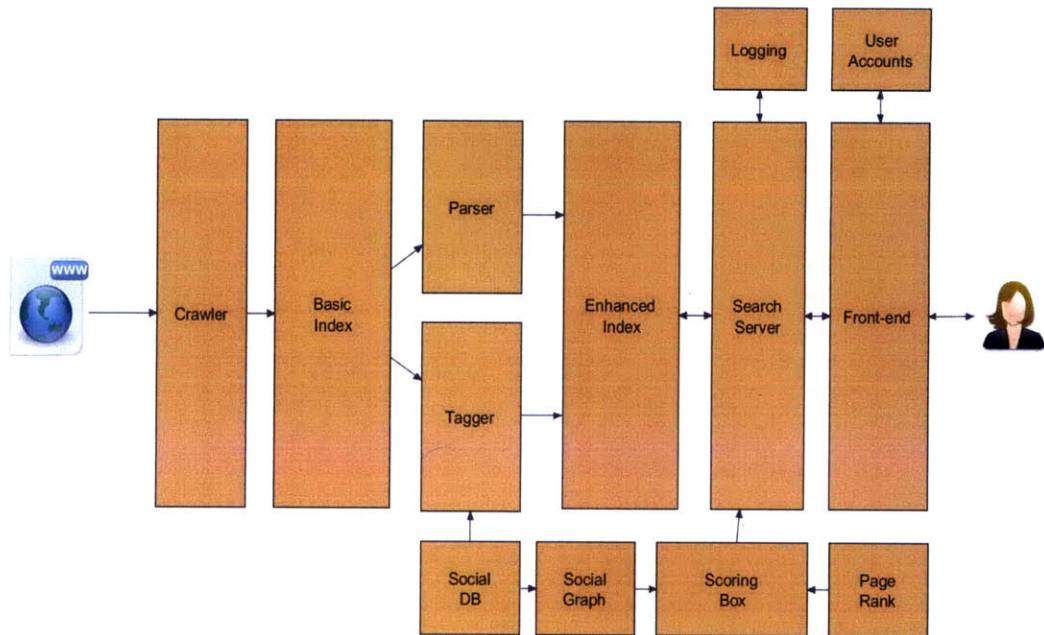 Logging
User
Accounts
WWW
Crawler
Basic
Index
Parser
Tagger
Enhanced
Index
Search
Server
Front-end
Social
DB
Social
Graph
Scoring
Box
Page
Rank